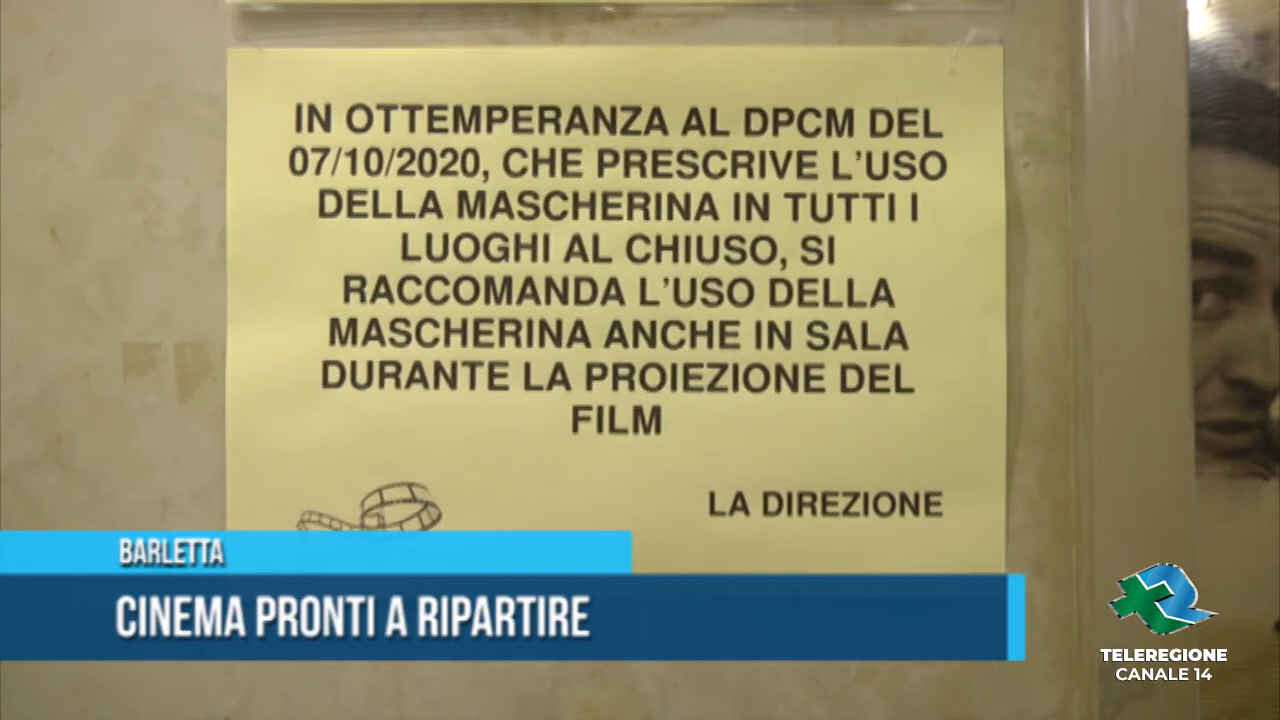 IN OTTEMPERANZA AL DPCM DEL
07/10/2020, CHE PRESCRIVE L'USO
DELLA MASCHERINA IN TUTTI I
LUOGHI AL CHIUSO, SI
RACCOMANDA L'USO DELLA
MASCHERINA ANCHE IN SALA
DURANTE LA PROIEZIONE DEL
FILM
LA DIREZIONE
BARLETTA
CINEMA PRONTI A RIPARTIRE
TELEREGIONE
CANALE 14